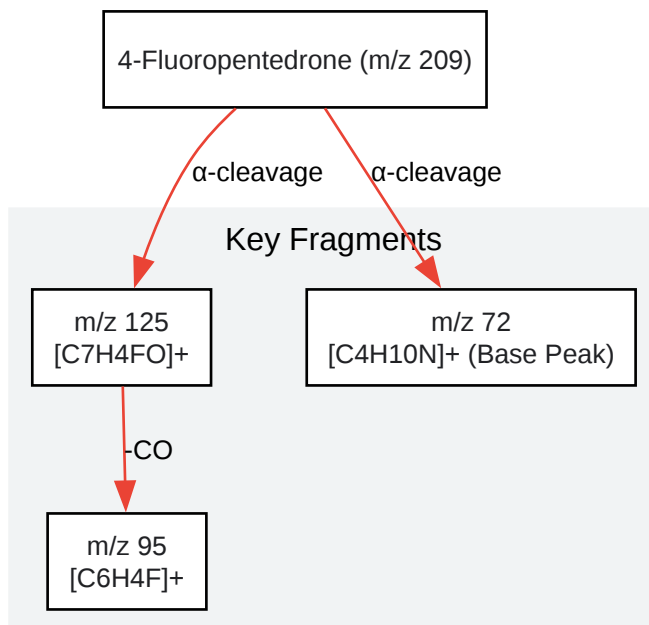 4-Fluoropentedrone (m/z 209)
α-cleavage
α-cleavage
Key Fragments
m/z 125
[C7H4FO]+
m/z 72
[C4H10N]+ (Base Peak)
-CO
m/z 95
[C6H4F]+